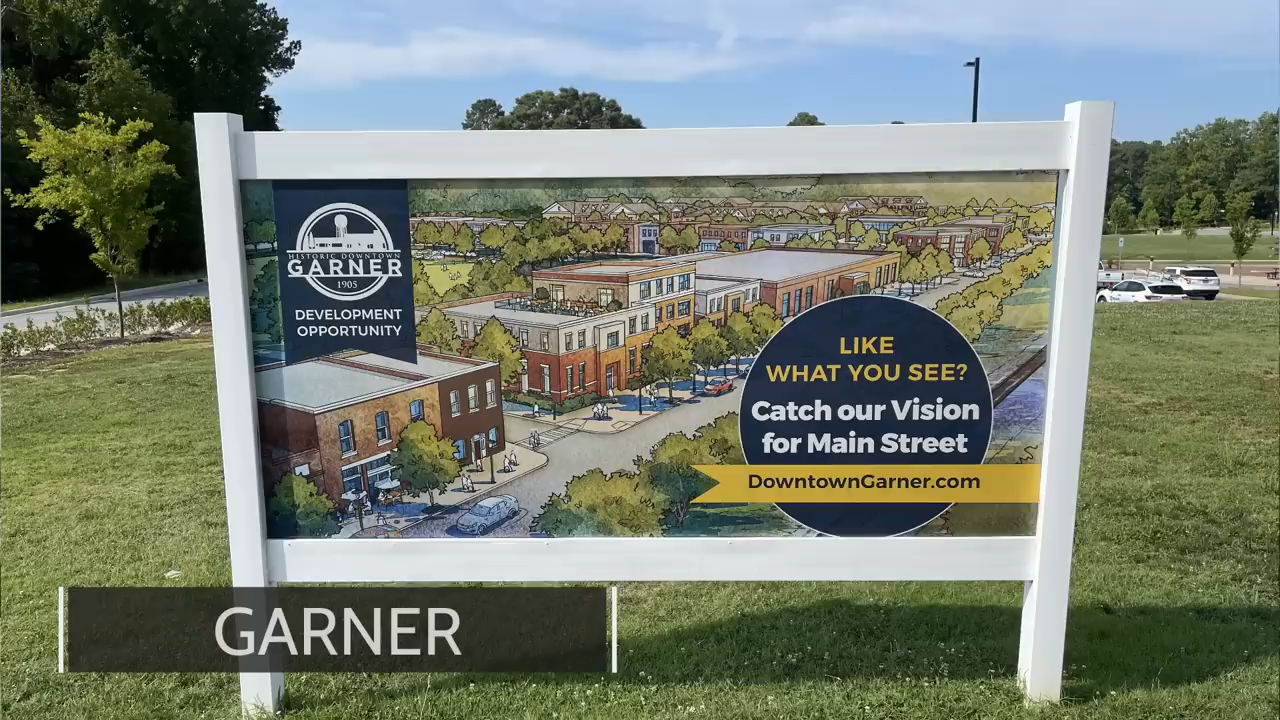 HISTORIC DOWNTOWN
GARNER
1905
DEVELOPMENT
OPPORTUNITY
LIKE
WHAT YOU SEE?
Catch our Vision
for Main Street
DowntownGarner.com
GARNER